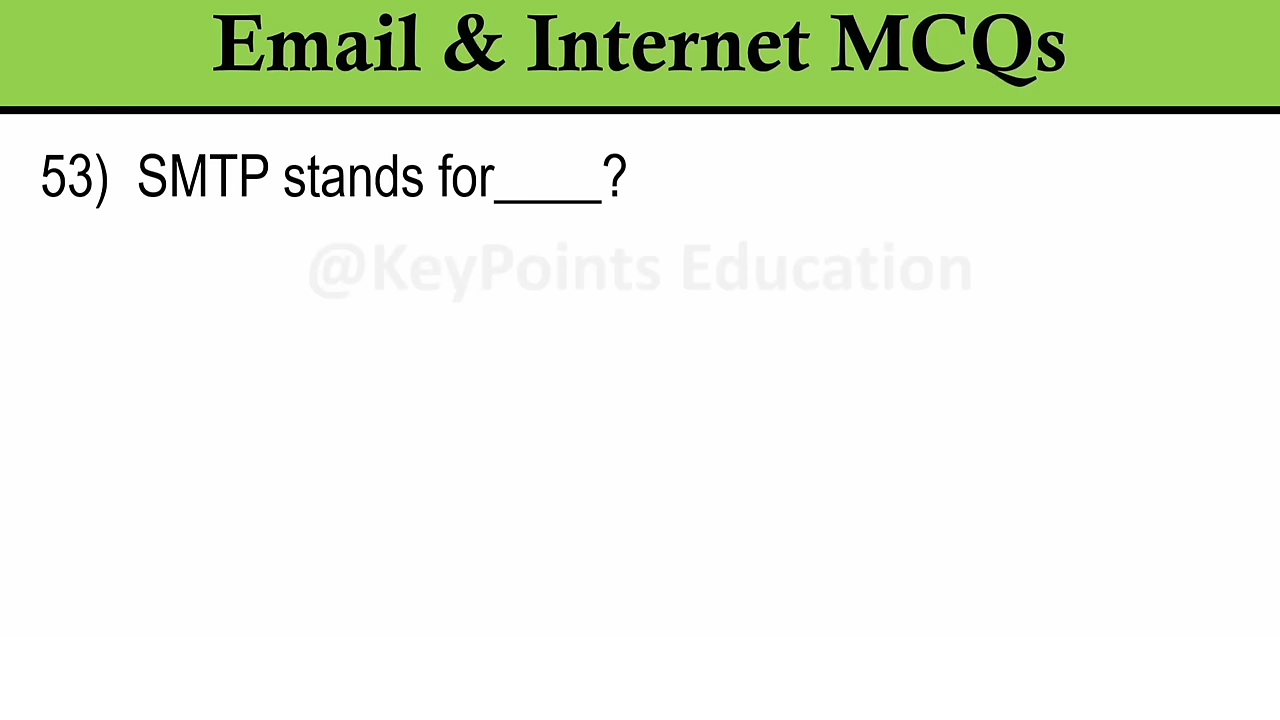 Email & Internet MCQs
53) SMTP stands for____?
@KeyPoints Education